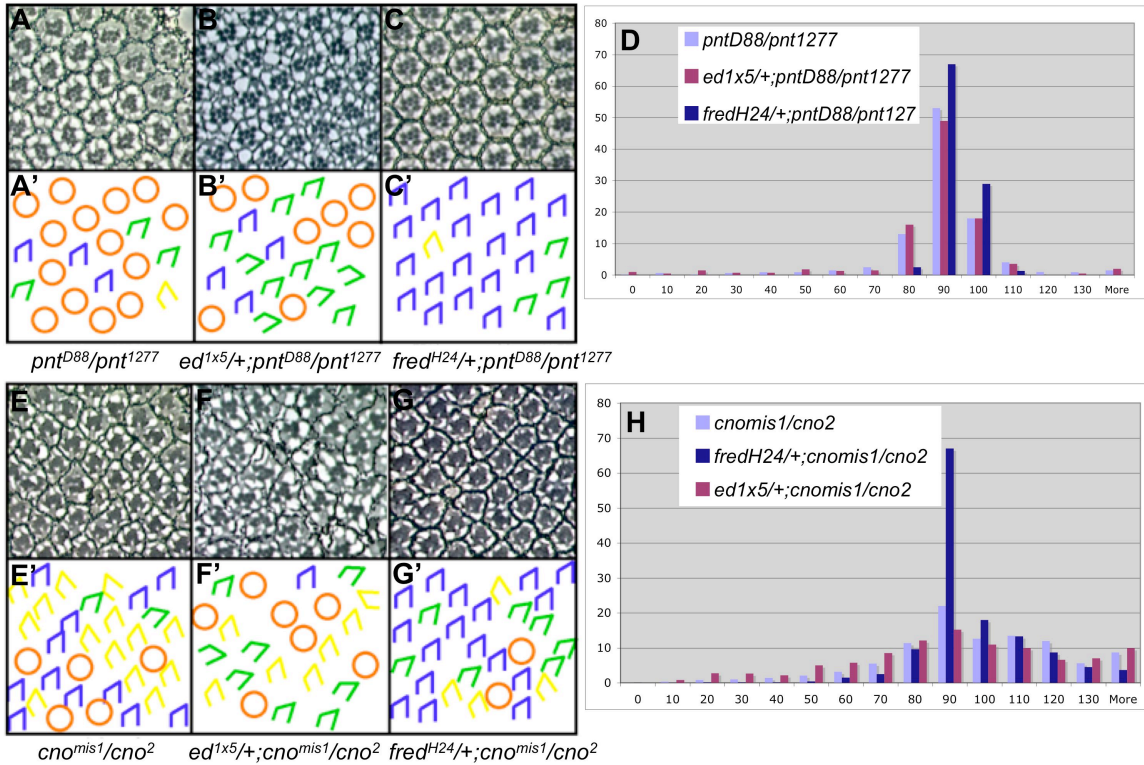 A
B
C
A'
B'
C'
pntD88/pnt1277
ed1x5/+;pntD88/pnt1277
fredH24/+;pntD88/pnt1277
D
80
70
60
50
40
30
20
10
0
pntD88/pnt1277
ed1x5/+;pntD88/pnt1277
fredH24/+;pntD88/pnt127
0 10 20 30 40 50 60 70 80 90 100 110 120 130 More
E
F
G
E'
F'
G'
cnomis1/cno2
ed1x5/+;cnomis1/cno2
fredH24/+;cnomis1/cno2
H
80
70
60
50
40
30
20
10
0
cnomis1/cno2
fredH24/+;cnomis1/cno2
ed1x5/+;cnomis1/cno2
0 10 20 30 40 50 60 70 80 90 100 110 120 130 More